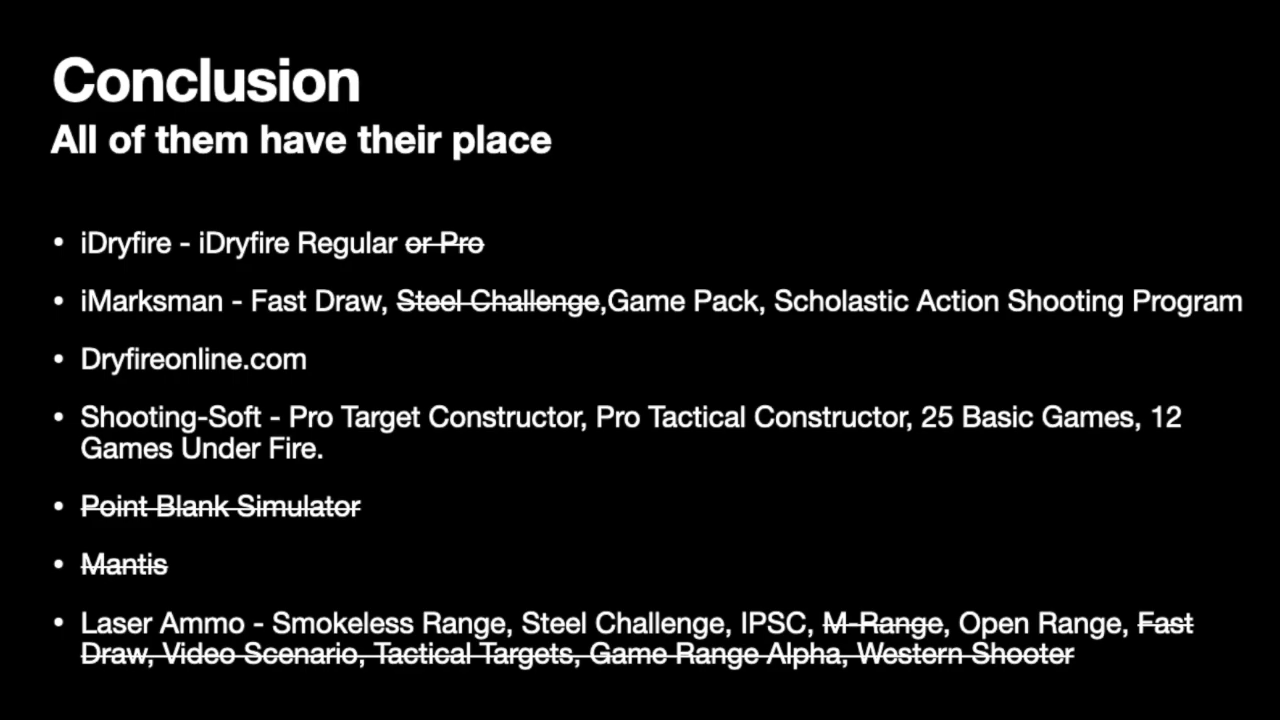 Conclusion
All of them have their place
• iDryfire - iDryfire Regular or Pro
• iMarksman - Fast Draw, Steel Challenge,Game Pack, Scholastic Action Shooting Program
• Dryfireonline.com
• Shooting-Soft - Pro Target Constructor, Pro Tactical Constructor, 25 Basic Games, 12
Games Under Fire.
• Point Blank Simulator
• Mantis
• Laser Ammo - Smokeless Range, Steel Challenge, IPSC, M-Range, Open Range, Fast
Draw, Video Scenario, Tactical Targets, Game Range Alpha, Western Shooter